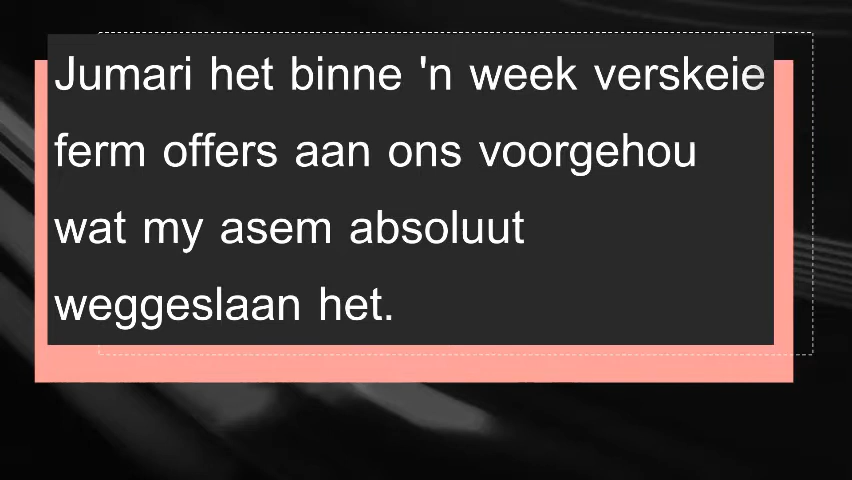 Jumari het binne 'n week verskeie
ferm offers aan ons voorgehou
wat my asem absoluut
weggeslaan het.